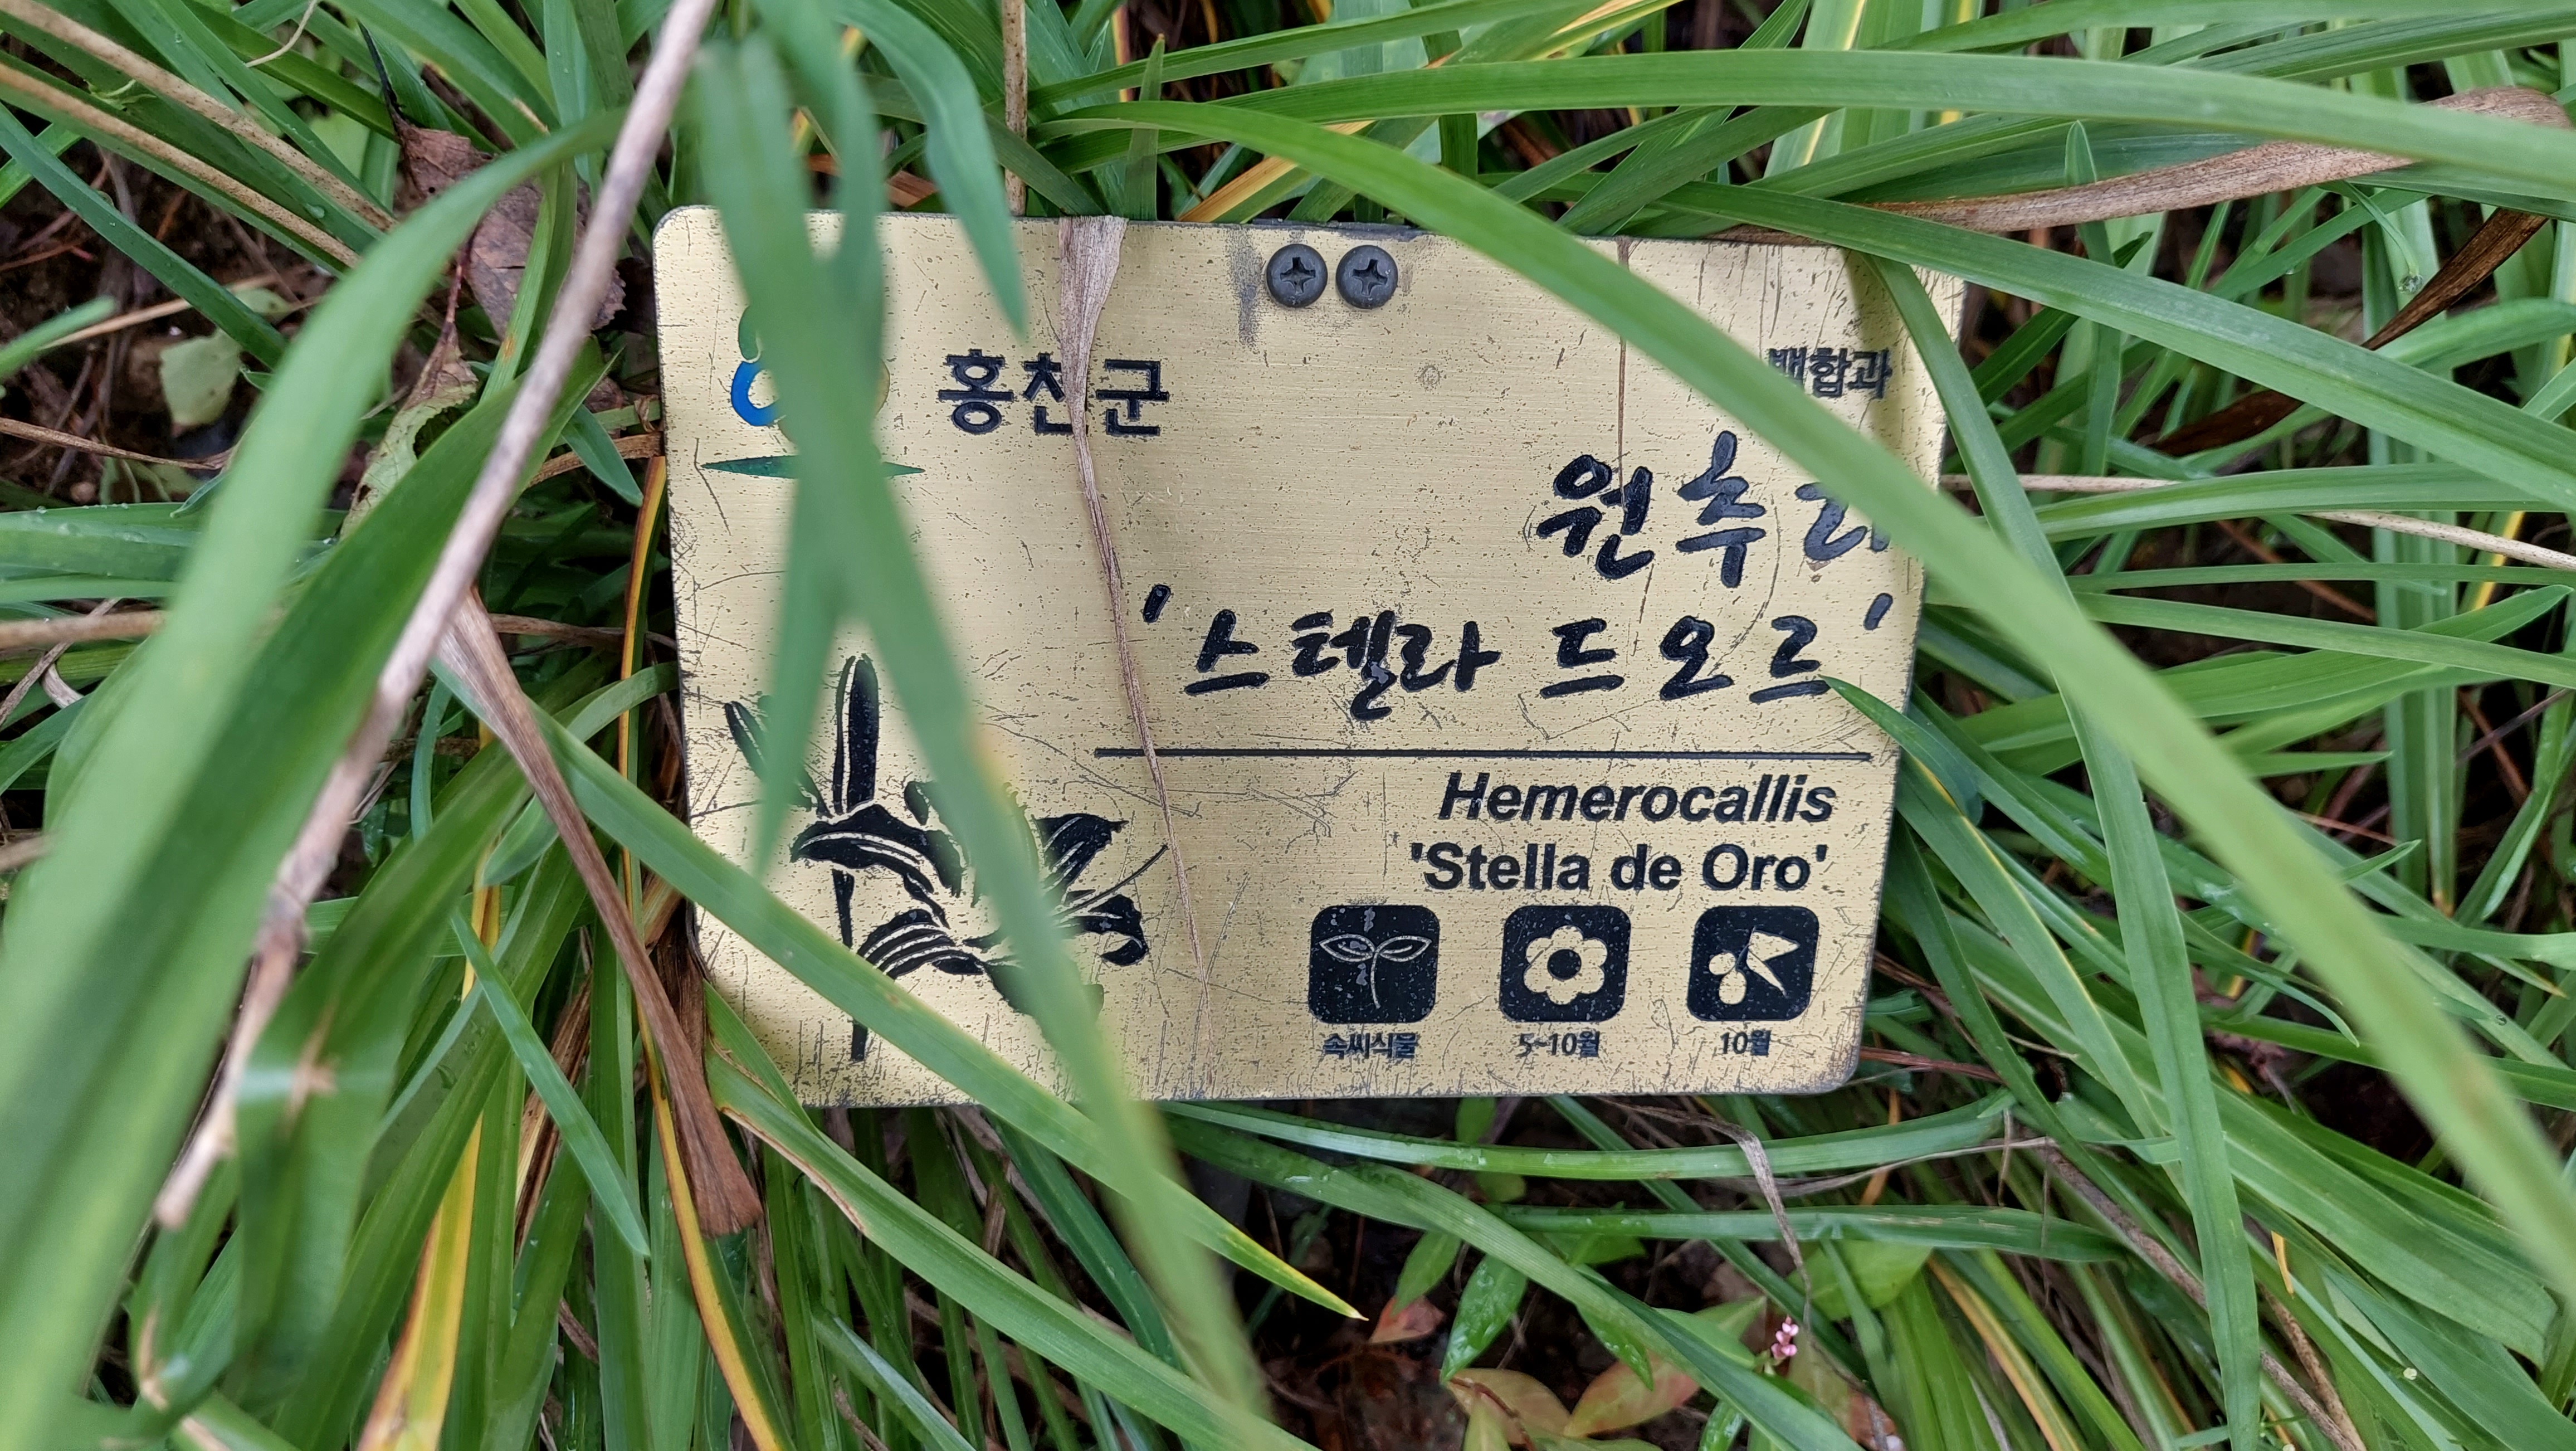 홍천군
백합과
원추리
'스텔라 드오르'
Hemerocallis
'Stella de Oro'
속씨식물
5~10월
10월